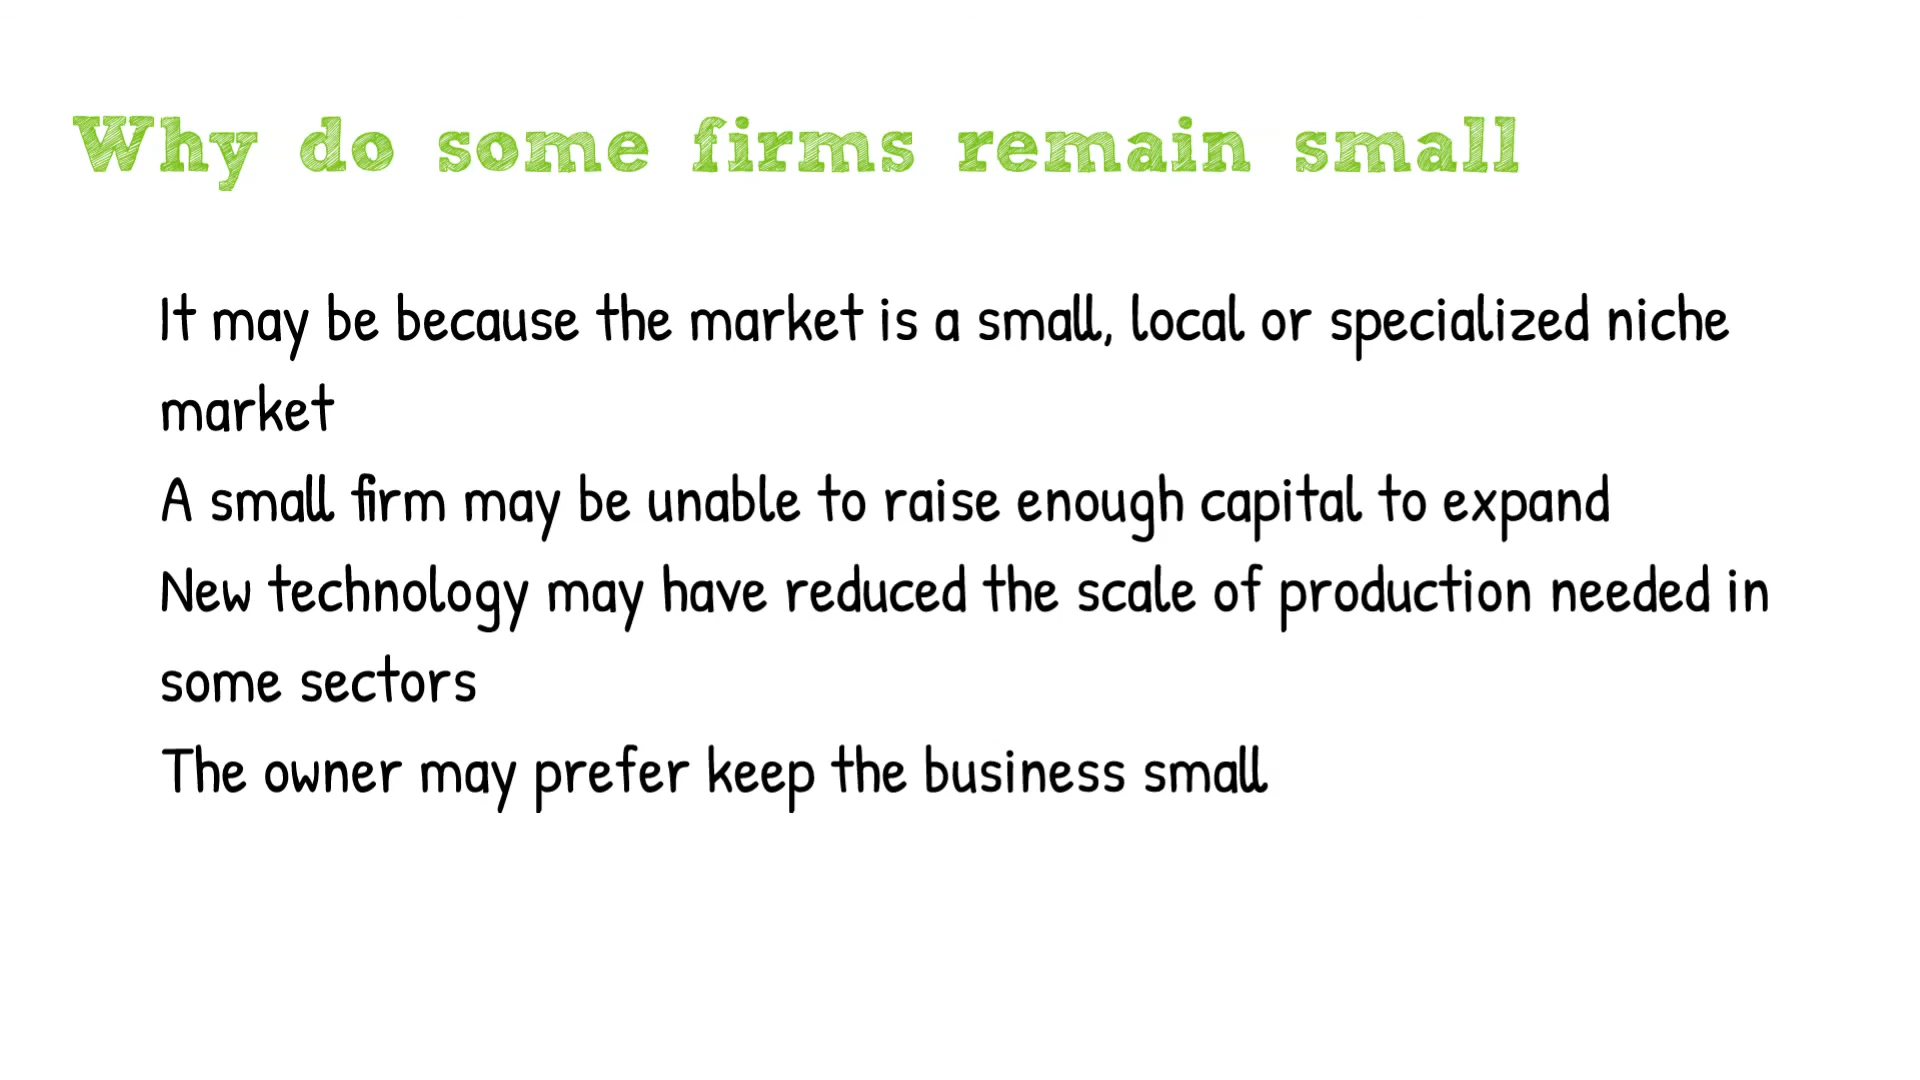 Why do some firms remain small
It may be because the market is a small, local or specialized niche
market
A small firm may be unable to raise enough capital to expand
New technology may have reduced the scale of production needed in
some sectors
The owner may prefer keep the business small